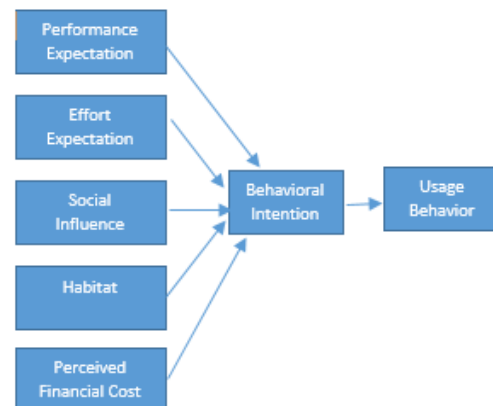 Performance
Expectation
Effort
Expectation
Social
Influence
Habitat
Perceived
Financial Cost
Behavioral
Intention
Usage
Behavior